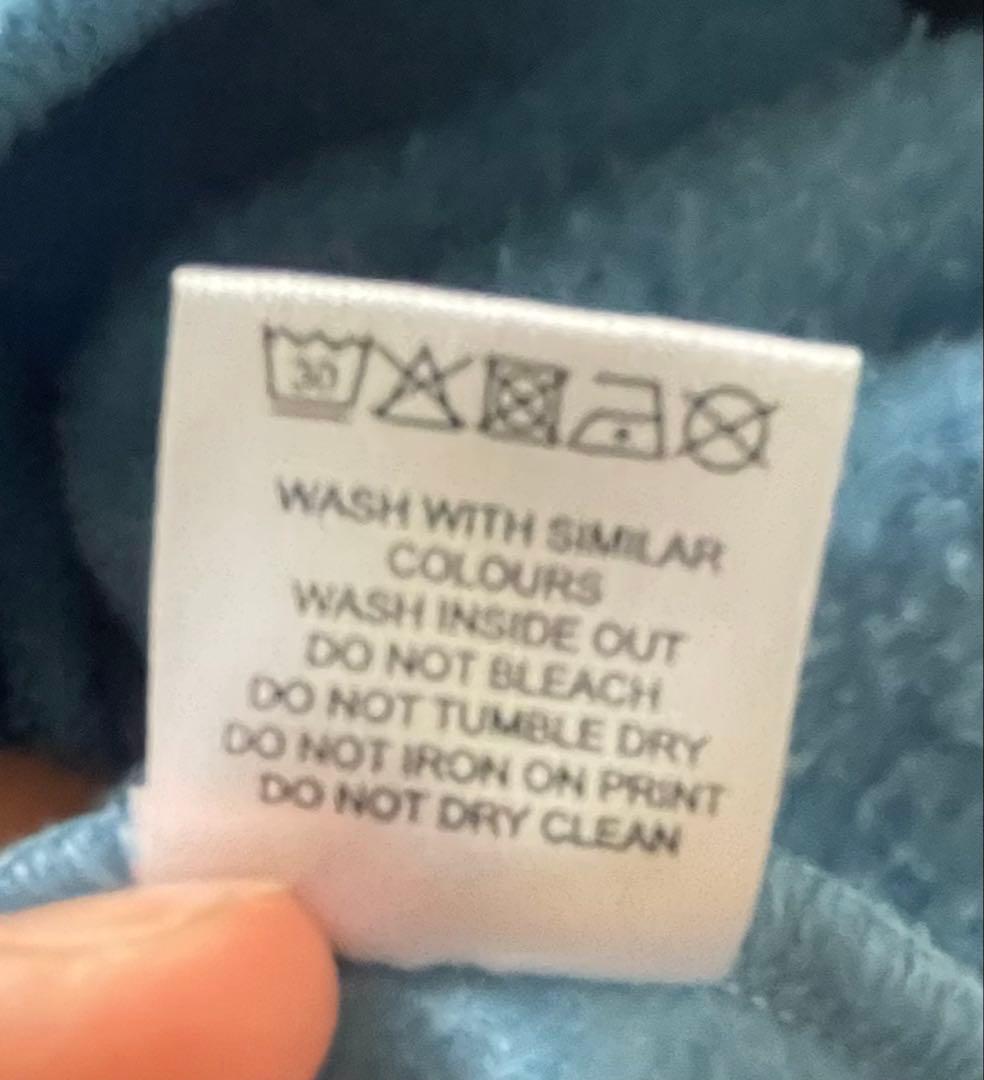 30
WASH WITH SIMILAR
COLOURS
WASH INSIDE OUT
DO NOT BLEACH
DO NOT TUMBLE DRY
DO NOT IRON ON PRINT
DO NOT DRY CLEAN